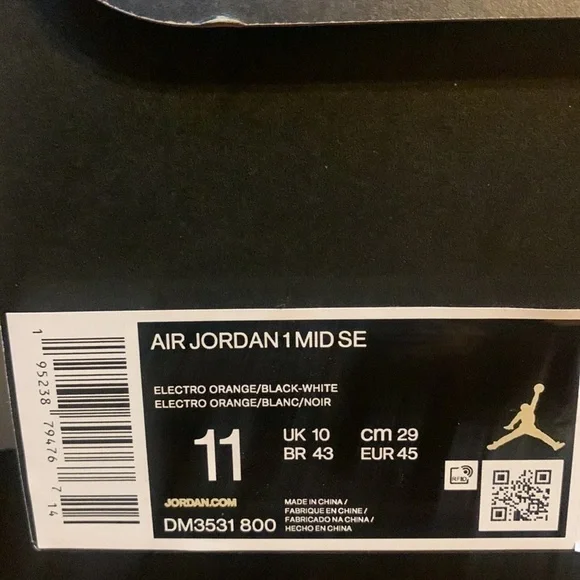 AIR JORDAN 1 MID SE
ELECTRO ORANGE/BLACK-WHITE
ELECTRO ORANGE/BLANC/NOIR
11
UK 10 cm 29
BR 43 EUR 45
RFID
JORDAN.COM
DM3531 800
MADE IN CHINA /
FABRIQUE EN CHINE /
FABRICADO NA CHINA /
HECHO EN CHINA
1 95238 79476 714